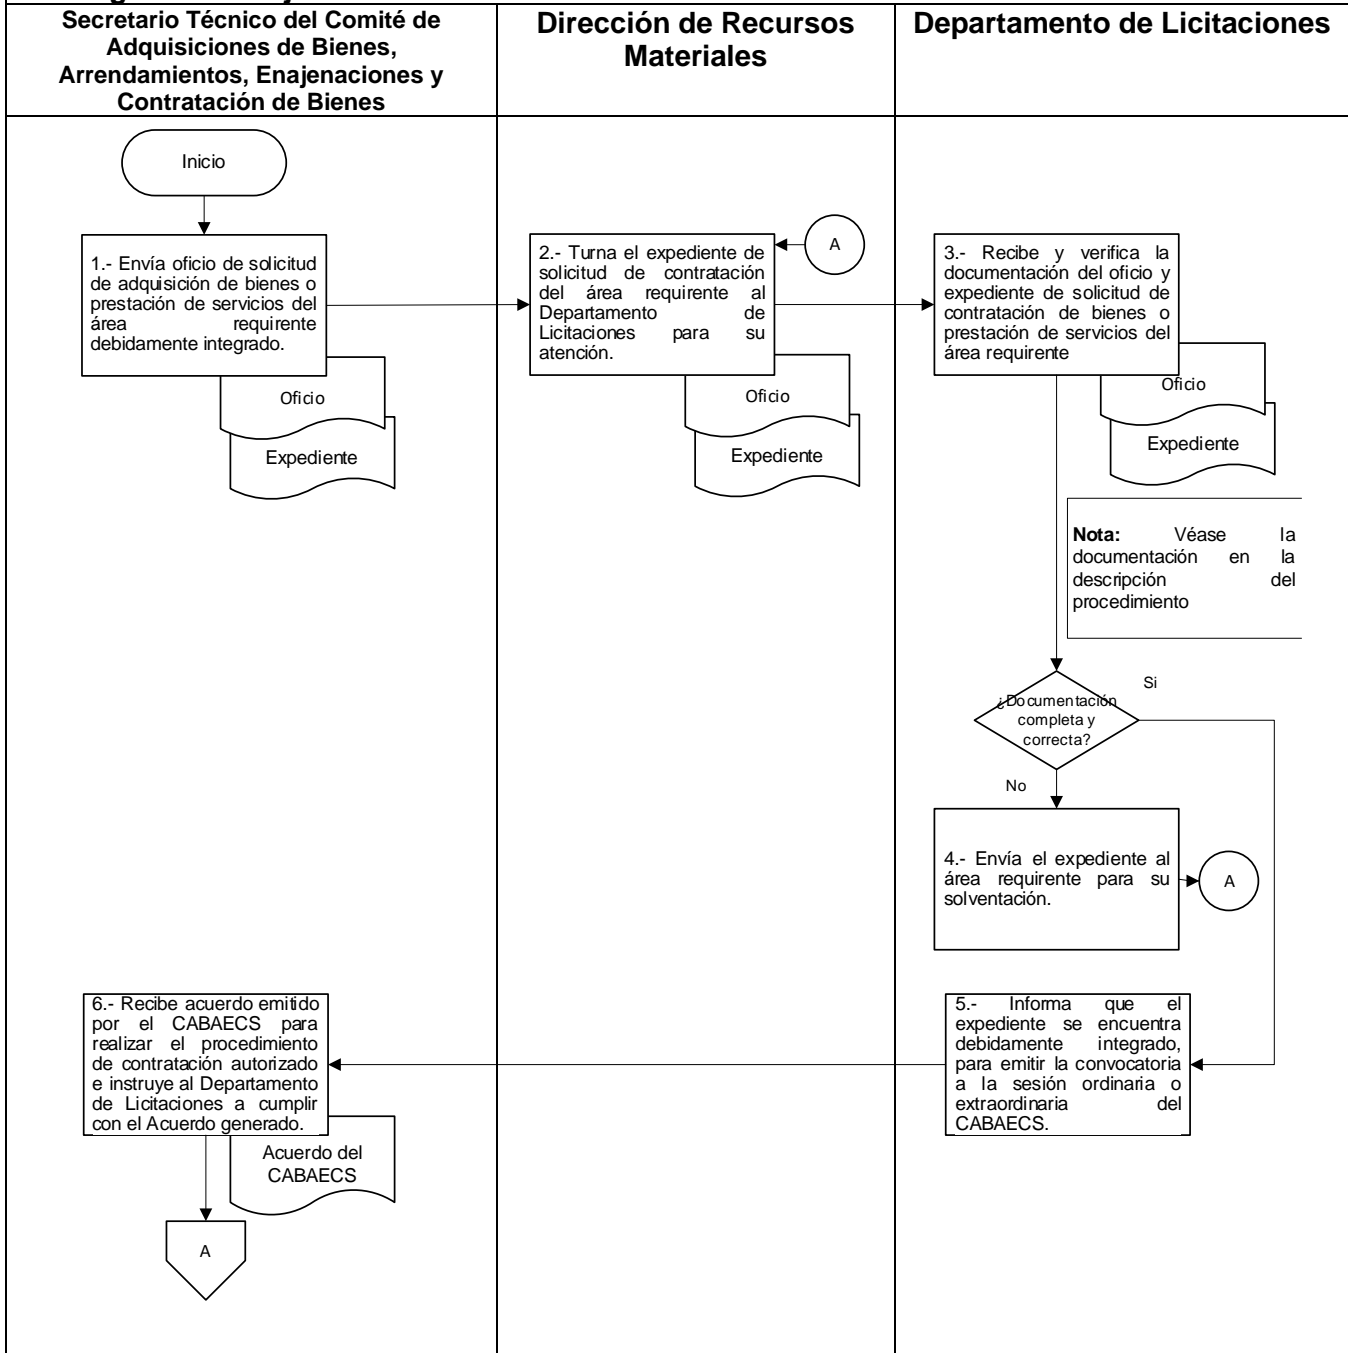 Secretario Técnico del Comité de
Adquisiciones de Bienes,
Arrendamientos, Enajenaciones y
Contratación de Bienes
Dirección de Recursos
Materiales
Departamento de Licitaciones
Inicio
1.- Envía oficio de solicitud
de adquisición de bienes o
prestación de servicios del
área requirente
debidamente integrado.
Oficio
Expediente
A
2.- Turna el expediente de
solicitud de contratación
del área requirente al
Departamento de
Licitaciones para su
atención.
Oficio
Expediente
3.- Recibe y verifica la
documentación del oficio y
expediente de solicitud de
contratación de bienes o
prestación de servicios del
área requirente
Oficio
Expediente
Nota: Véase la
documentación en la
descripción del
procedimiento
¿Documentación
completa y
correcta?
Si
No
4.- Envía el expediente al
área requirente para su
solventación.
A
5.- Informa que el
expediente se encuentra
debidamente integrado,
para emitir la convocatoria
a la sesión ordinaria o
extraordinaria del
CABAECS.
6.- Recibe acuerdo emitido
por el CABAECS para
realizar el procedimiento
de contratación autorizado
e instruye al Departamento
de Licitaciones a cumplir
con el Acuerdo generado.
Acuerdo del
CABAECS
A